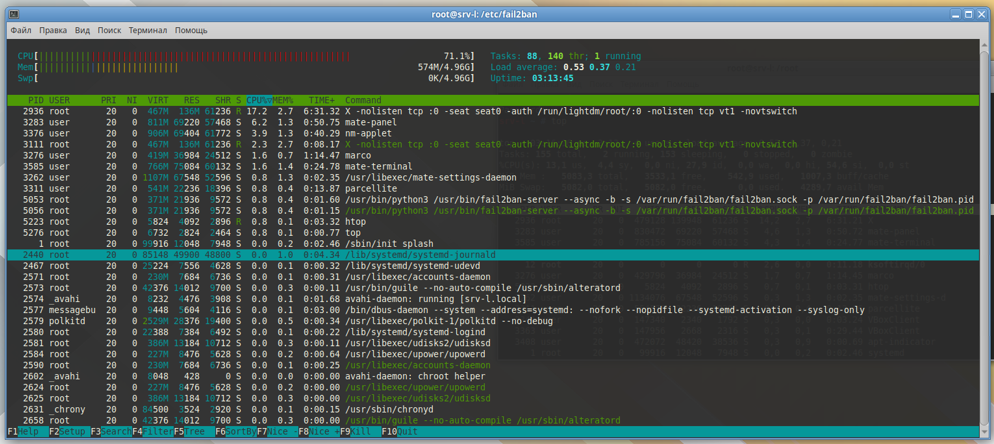 root@srv-l: /etc/fail2ban
Файл Правка Вид Поиск Терминал Помощь
CPU[|||||||||||||||||||||||||||||||||||||||||||||||||||||||||||| 71.1%] Tasks: 88, 140 thr; 1 running
Mem[|||||||||||||||||||||||||||| 574M/4.96G] Load average: 0.53 0.37 0.21
Swp[ 0K/4.96G] Uptime: 03:13:45
PID USER PRI NI VIRT RES SHR S CPU%▽MEM% TIME+ Command
2936 root 20 0 467M 136M 61236 R 17.2 2.7 6:31.32 X -nolisten tcp :0 -seat seat0 -auth /run/lightdm/root/:0 -nolisten tcp vt1 -novtswitch
3283 user 20 0 811M 69220 57468 S 6.2 1.3 0:50.75 mate-panel
3376 user 20 0 906M 69404 61772 S 3.9 1.3 0:40.29 nm-applet
3111 root 20 0 467M 136M 61236 R 2.3 2.7 0:08.17 X -nolisten tcp :0 -seat seat0 -auth /run/lightdm/root/:0 -nolisten tcp vt1 -novtswitch
3276 user 20 0 419M 36984 24512 S 1.6 0.7 1:14.47 marco
3585 user 20 0 766M 75084 60132 S 1.6 1.4 0:24.78 mate-terminal
3262 user 20 0 1107M 67548 52596 S 0.8 1.3 0:02.35 /usr/libexec/mate-settings-daemon
3311 user 20 0 541M 22236 18396 S 0.8 0.4 0:13.87 parcellite
5053 root 20 0 371M 21936 9572 S 0.8 0.4 0:01.60 /usr/bin/python3 /usr/bin/fail2ban-server --async -b -s /var/run/fail2ban/fail2ban.sock -p /var/run/fail2ban/fail2ban.pid
5056 root 20 0 371M 21936 9572 S 0.8 0.4 0:01.15 /usr/bin/python3 /usr/bin/fail2ban-server --async -b -s /var/run/fail2ban/fail2ban.sock -p /var/run/fail2ban/fail2ban.pid
5223 root 20 0 5824 4092 2896 R 0.8 0.1 0:03.32 htop
5276 root 20 0 6732 2824 2464 S 0.8 0.1 0:00.77 top
1 root 20 0 99916 12048 7948 S 0.0 0.2 0:02.46 /sbin/init splash
2440 root 20 0 85148 49900 48800 S 0.0 1.0 0:04.34 /lib/systemd/systemd-journald
2467 root 20 0 25224 7556 4628 S 0.0 0.1 0:00.32 /lib/systemd/systemd-udevd
2571 root 20 0 230M 7684 6736 S 0.0 0.1 0:00.31 /usr/libexec/accounts-daemon
2573 root 20 0 42376 14012 9700 S 0.0 0.3 0:00.11 /usr/bin/guile --no-auto-compile /usr/sbin/alteratord
2574 _avahi 20 0 8232 4476 3908 S 0.0 0.1 0:01.68 avahi-daemon: running [srv-l.local]
2577 messagebu 20 0 9448 5604 4116 S 0.0 0.1 0:03.00 /bin/dbus-daemon --system --address=systemd: --nofork --nopidfile --systemd-activation --syslog-only
2579 polkitd 20 0 2529M 28376 19400 S 0.0 0.5 0:00.34 /usr/libexec/polkit-1/polkitd --no-debug
2580 root 20 0 22388 7384 6492 S 0.0 0.1 0:00.22 /lib/systemd/systemd-logind
2581 root 20 0 386M 13184 10712 S 0.0 0.3 0:00.11 /usr/libexec/udisks2/udisksd
2584 root 20 0 227M 8476 5628 S 0.0 0.2 0:00.64 /usr/libexec/upower/upowerd
2590 root 20 0 230M 7684 6736 S 0.0 0.1 0:00.25 /usr/libexec/accounts-daemon
2602 _avahi 20 0 8048 428 0 S 0.0 0.0 0:00.00 avahi-daemon: chroot helper
2624 root 20 0 227M 8476 5628 S 0.0 0.2 0:00.00 /usr/libexec/upower/upowerd
2625 root 20 0 386M 13184 10712 S 0.0 0.3 0:00.00 /usr/libexec/udisks2/udisksd
2631 _chrony 20 0 84500 3524 2920 S 0.0 0.1 0:00.15 /usr/sbin/chronyd
2658 root 20 0 42376 14012 9700 S 0.0 0.3 0:00.00 /usr/bin/guile --no-auto-compile /usr/sbin/alteratord
F1Help F2Setup F3SearchF4FilterF5Tree F6SortByF7Nice -F8Nice +F9Kill F10Quit